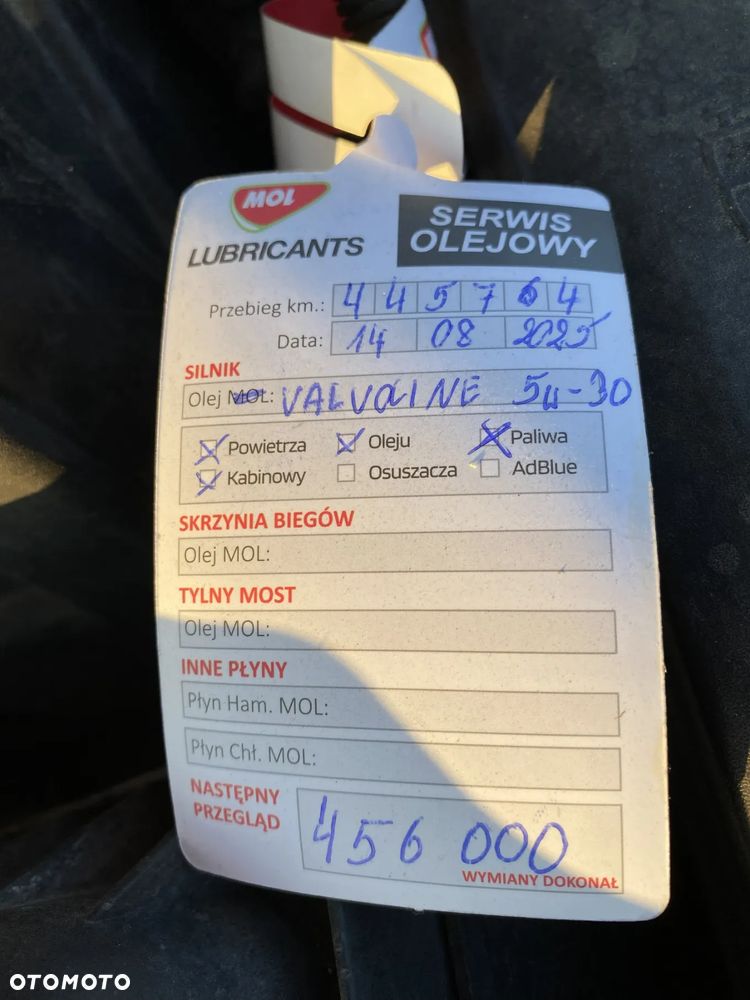 MOL
LUBRICANTS
SERWIS
OLEJOWY
Przebieg km.: 445764
Data: 14 08 2025
SILNIK
Olej MOL: VALVOLINE 5W-30
Powietrza Oleju Paliwa
Kabinowy Osuszacza AdBlue
SKRZYNIA BIEGÓW
Olej MOL:
TYLNY MOST
Olej MOL:
INNE PŁYNY
Płyn Ham. MOL:
Płyn Chł. MOL:
NASTĘPNY
PRZEGLĄD
456 000
WYMIANY DOKONAŁ
OTOMOTO